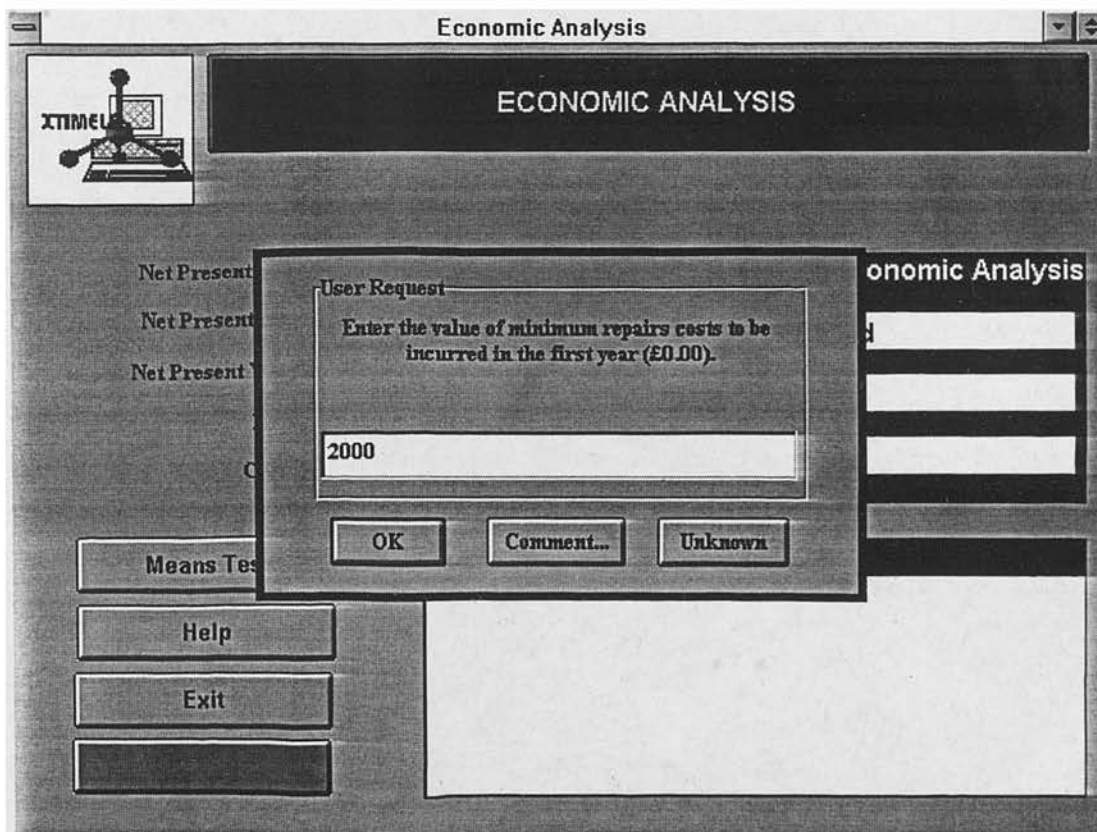 Economic Analysis
ECONOMIC ANALYSIS
XTIMEL
Net Present
onomic Analysis
User Request
Net Present
Enter the value of minimum repairs costs to be
incurred in the first year (£0.00).
d
Net Present
2000
OK
Comment...
Unknown
Means Tes
Help
Exit